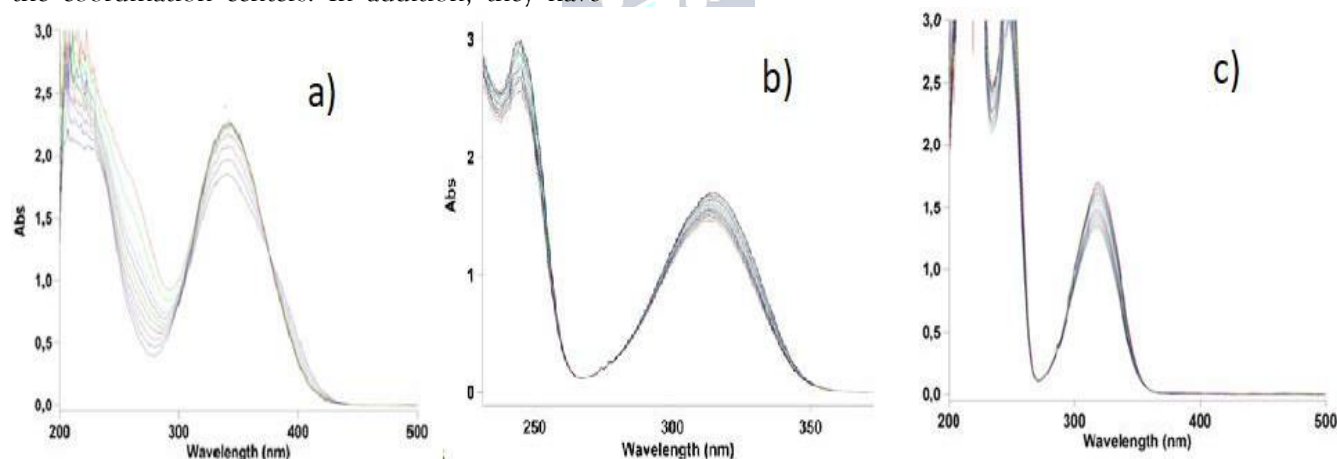 the coordination centers. In addition, they have
a)
b)
c)
3,0
2,5
2,0
1,5
1,0
0,5
0,0
Abs
200
300
400
500
Wavelength (nm)
3
2
1
0
Abs
250
300
350
Wavelength (nm)
3,0
2,5
2,0
1,5
1,0
0,5
0,0
Abs
200
300
400
500
Wavelength (nm)